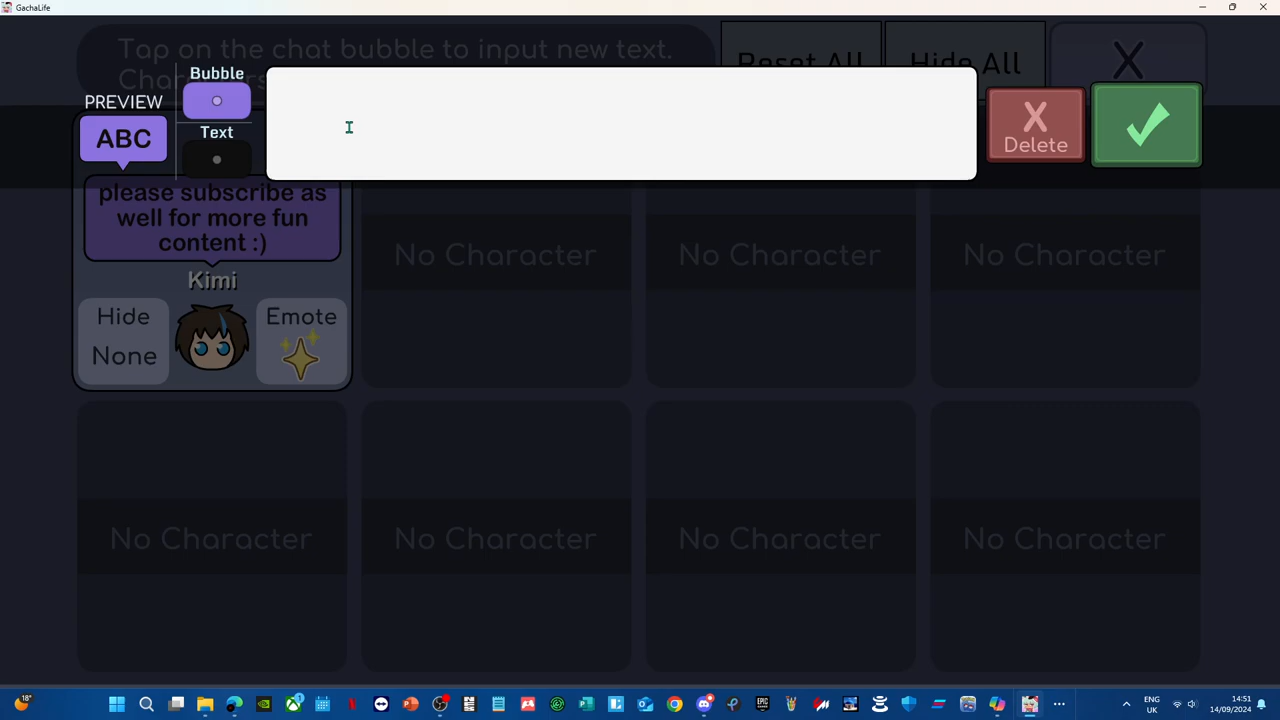 GachaLife
Tap on the chat bubble to input new text.
Reset All
Hide All
X
Bubble
PREVIEW
ABC
Text
X
Delete
please subscribe as
well for more fun
content :)
Kimi
Hide
None
Emote
No Character
No Character
No Character
No Character
No Character
No Character
No Character
18°
1
ENG
UK
14:51
14/09/2024